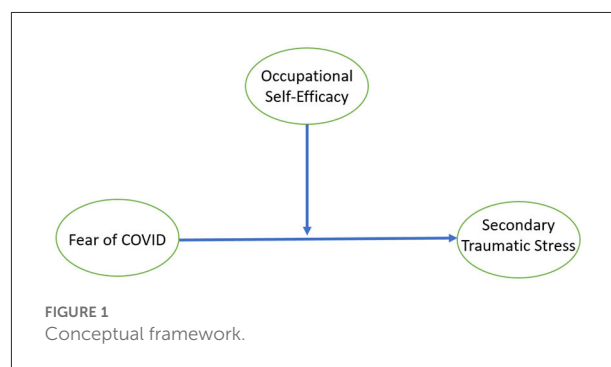 Occupational
Self-Efficacy
Fear of COVID
Secondary
Traumatic Stress
FIGURE 1
Conceptual framework.